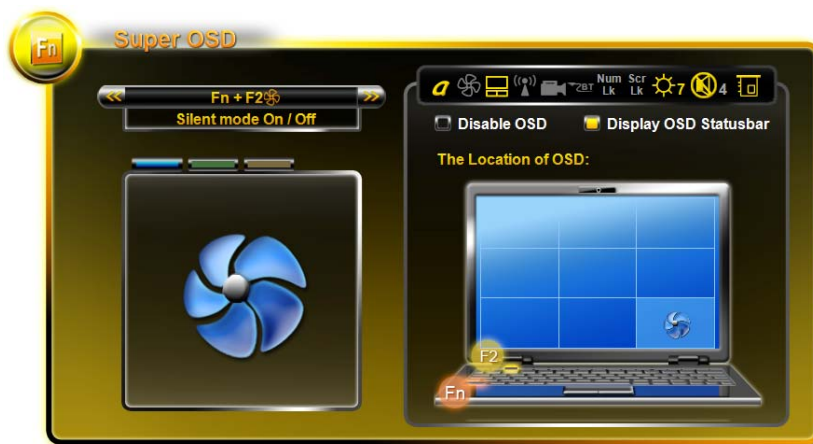 Fn
Super OSD
Fn + F2
Silent mode On / Off
a
BT
Num Lk
Scr Lk
7
4
Disable OSD
Display OSD Statusbar
The Location of OSD:
F2
Fn